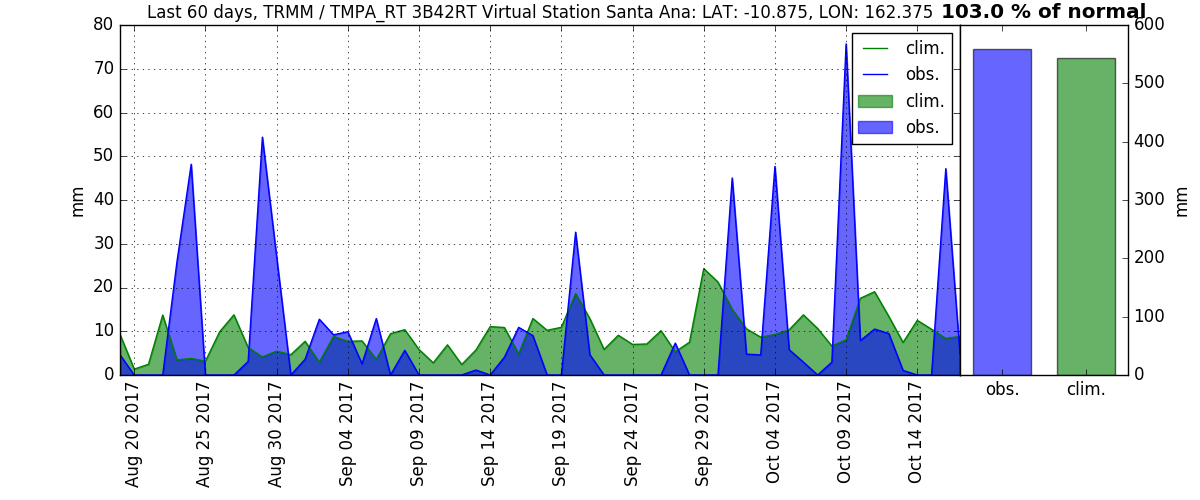 Last 60 days, TRMM / TMPA_RT 3B42RT Virtual Station Santa Ana: LAT: -10.875, LON: 162.375 103.0 % of normal
80
70
60
50
40
30
20
10
0
mm
clim.
obs.
clim.
obs.
600
500
400
300
200
100
0
mm
obs. clim.
Aug 20 2017
Aug 25 2017
Aug 30 2017
Sep 04 2017
Sep 09 2017
Sep 14 2017
Sep 19 2017
Sep 24 2017
Sep 29 2017
Oct 04 2017
Oct 09 2017
Oct 14 2017